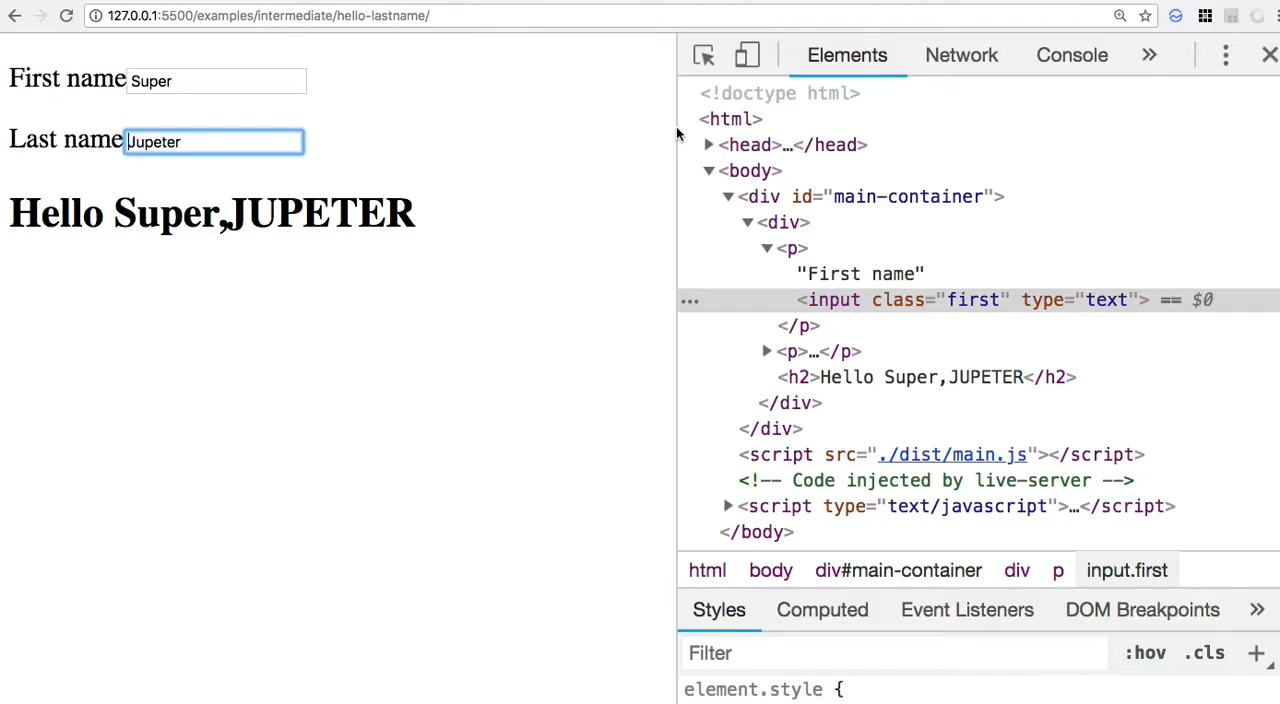 127.0.0.1:5500/examples/intermediate/hello-lastname/
First name Super
Last name Jupeter
Hello Super,JUPETER
Elements Network Console »
<!doctype html>
<html>
<head>…</head>
<body>
<div id="main-container">
<div>
<p>
"First name"
… <input class="first" type="text"> == $0
</p>
<p>…</p>
<h2>Hello Super,JUPETER</h2>
</div>
</div>
<script src="./dist/main.js"></script>
<!-- Code injected by live-server -->
<script type="text/javascript">…</script>
</body>
html body div#main-container div p input.first
Styles Computed Event Listeners DOM Breakpoints »
Filter :hov .cls +
element.style {